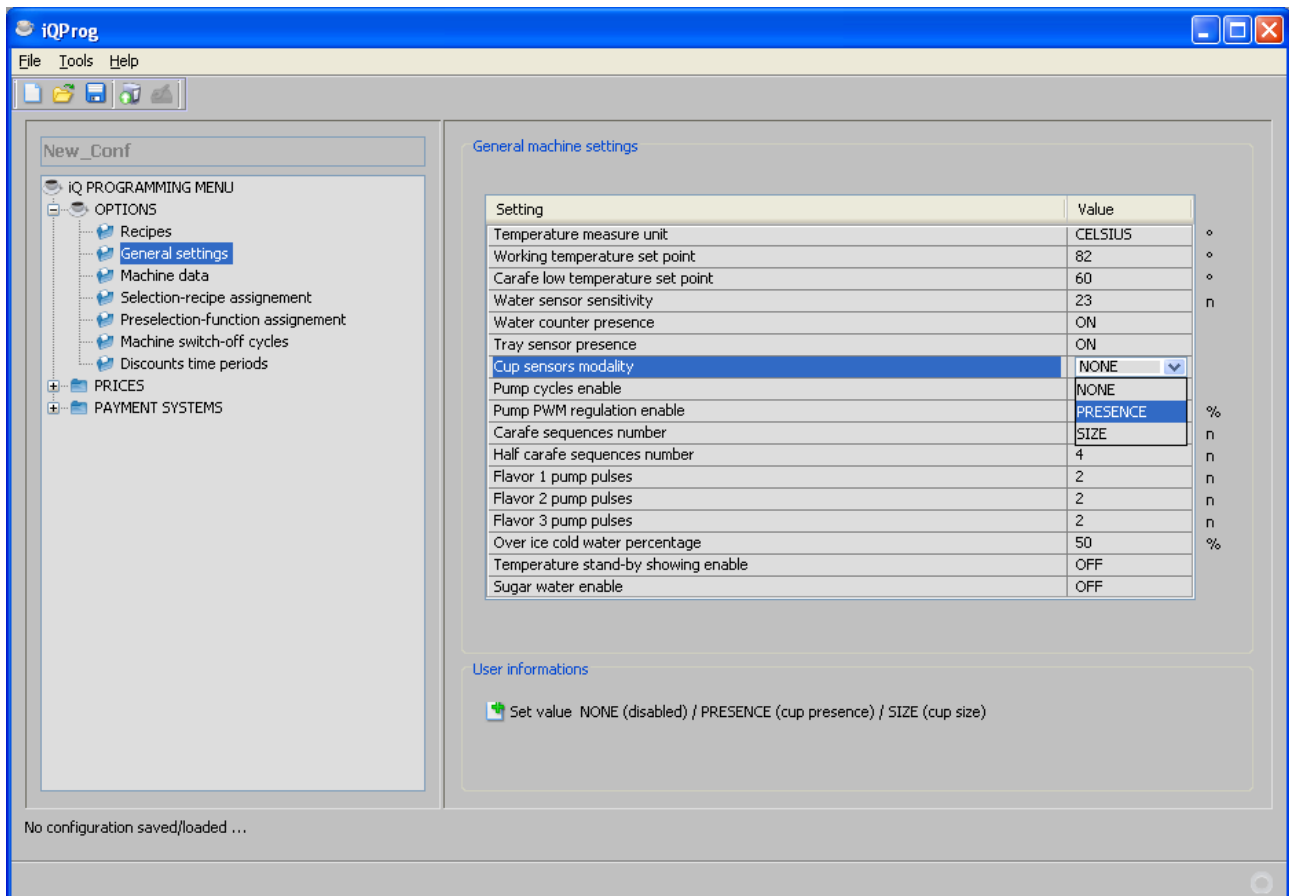 iQProg
File Tools Help
New_Conf
iQ PROGRAMMING MENU
OPTIONS
Recipes
General settings
Machine data
Selection-recipe assignement
Preselection-function assignement
Machine switch-off cycles
Discounts time periods
PRICES
PAYMENT SYSTEMS
General machine settings
Setting Value
Temperature measure unit CELSIUS °
Working temperature set point 82 °
Carafe low temperature set point 60 °
Water sensor sensitivity 23 n
Water counter presence ON
Tray sensor presence ON
Cup sensors modality NONE
Pump cycles enable NONE
Pump PWM regulation enable PRESENCE %
Carafe sequences number SIZE n
Half carafe sequences number 4 n
Flavor 1 pump pulses 2 n
Flavor 2 pump pulses 2 n
Flavor 3 pump pulses 2 n
Over ice cold water percentage 50 %
Temperature stand-by showing enable OFF
Sugar water enable OFF
User informations
Set value NONE (disabled) / PRESENCE (cup presence) / SIZE (cup size)
No configuration saved/loaded ...